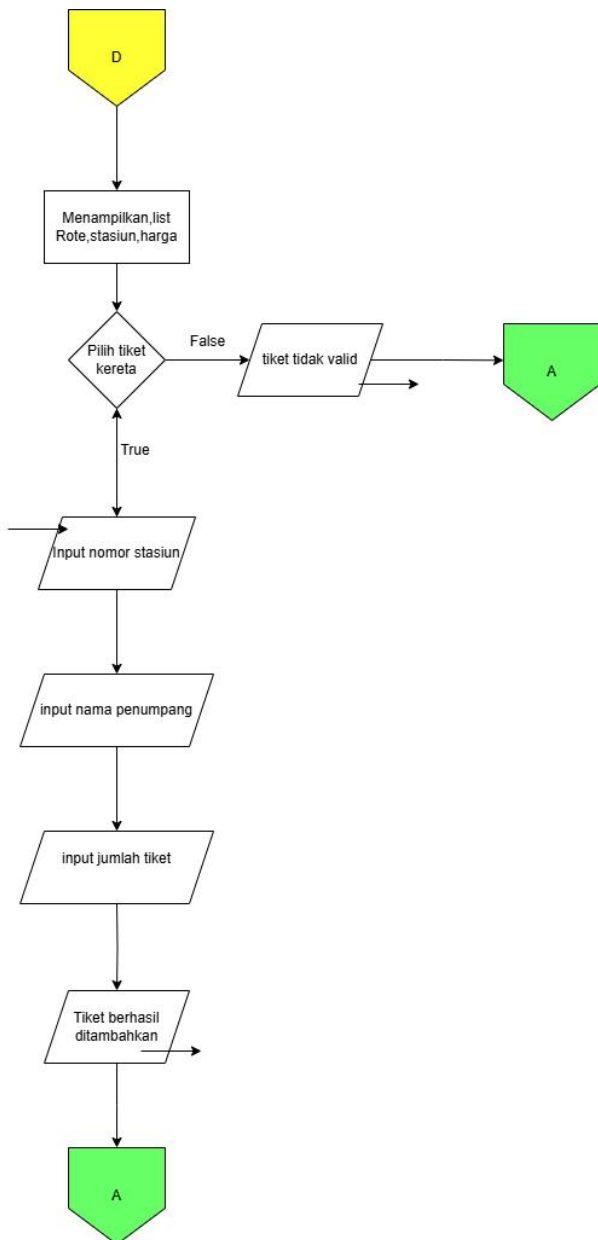 D
Menampilkan,list
Rote,stasiun,harga
Pilih tiket
kereta
False
tiket tidak valid
A
True
Input nomor stasiun
input nama penumpang
input jumlah tiket
Tiket berhasil
ditambahkan
A